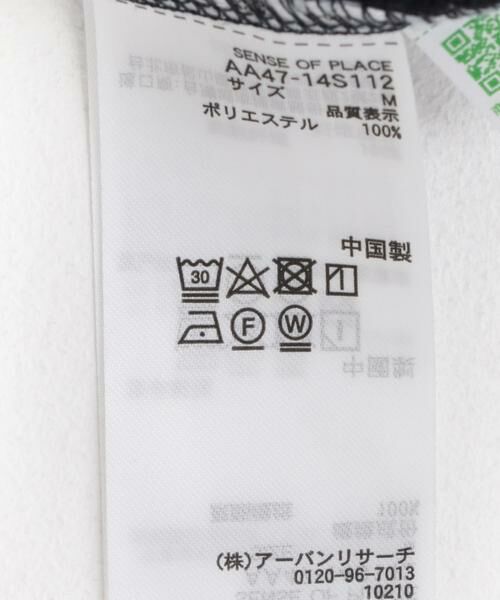 SENSE OF PLACE
AA47-14S112
サイズ M
品質表示
ポリエステル 100%
中国製
30
F W
(株)アーバンリサーチ
0120-96-7013
10210